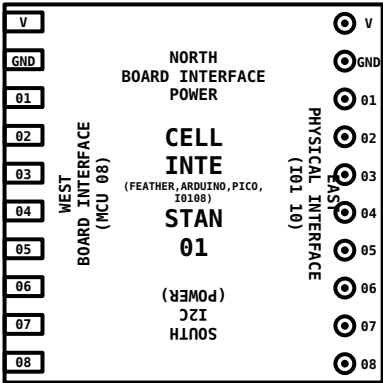 V
GND
01
02
03
04
05
06
07
08
NORTH
BOARD INTERFACE
POWER
WEST
BOARD INTERFACE
(MCU 08)
CELL
INTE
(FEATHER,ARDUINO,PICO,
I0108)
STAN
01
SOUTH
I2C
(POWER)
EAST
PHYSICAL INTERFACE
(I01 10)
V
GND
01
02
03
04
05
06
07
08